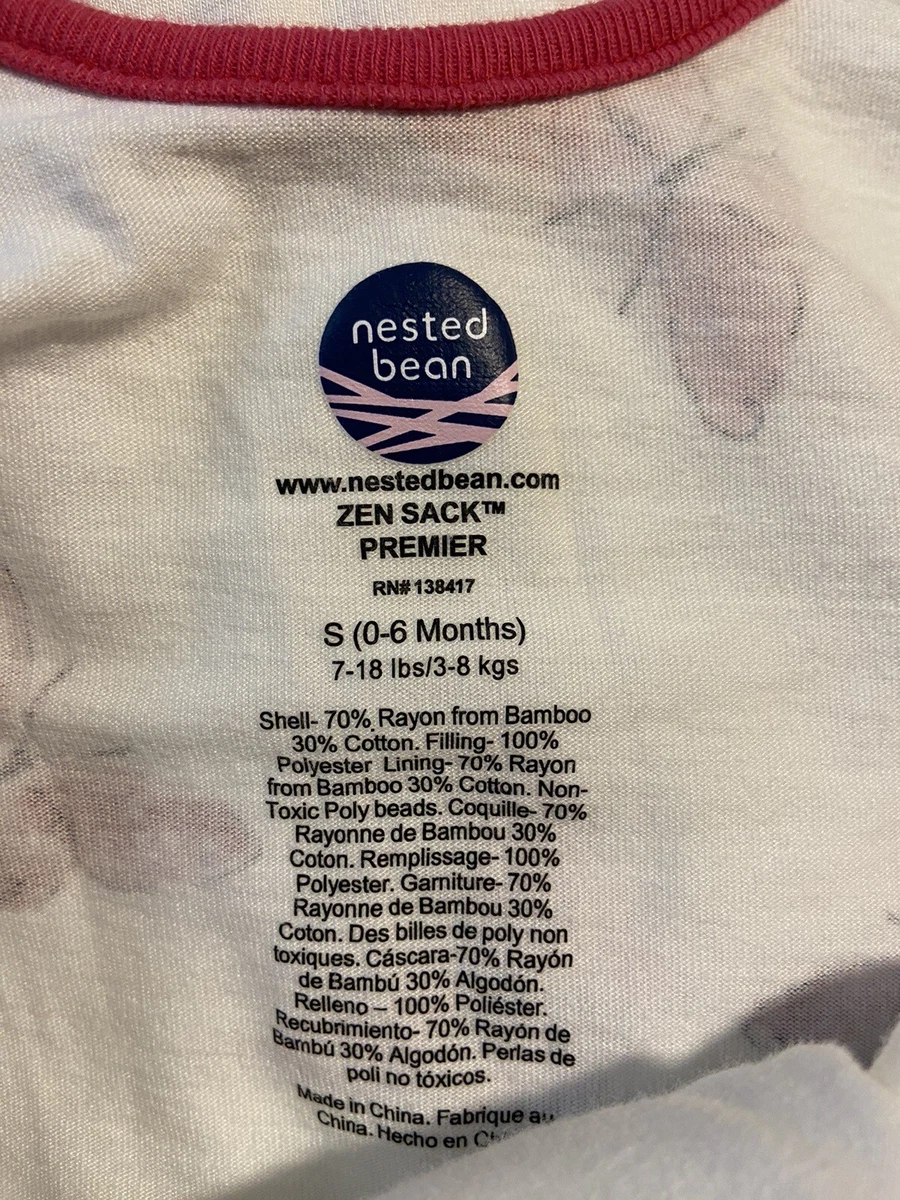 nested
bean
www.nestedbean.com
ZEN SACK™
PREMIER
RN# 138417
S (0-6 Months)
7-18 lbs/3-8 kgs
Shell- 70% Rayon from Bamboo
30% Cotton. Filling- 100%
Polyester Lining- 70% Rayon
from Bamboo 30% Cotton. Non-
Toxic Poly beads. Coquille- 70%
Rayonne de Bambou 30%
Coton. Remplissage- 100%
Polyester. Garniture- 70%
Rayonne de Bambou 30%
Coton. Des billes de poly non
toxiques. Cáscara-70% Rayón
de Bambú 30% Algodón.
Relleno – 100% Poliéster.
Recubrimiento- 70% Rayón de
Bambú 30% Algodón. Perlas de
poli no tóxicos.
Made in China. Fabrique
China. Hecho en